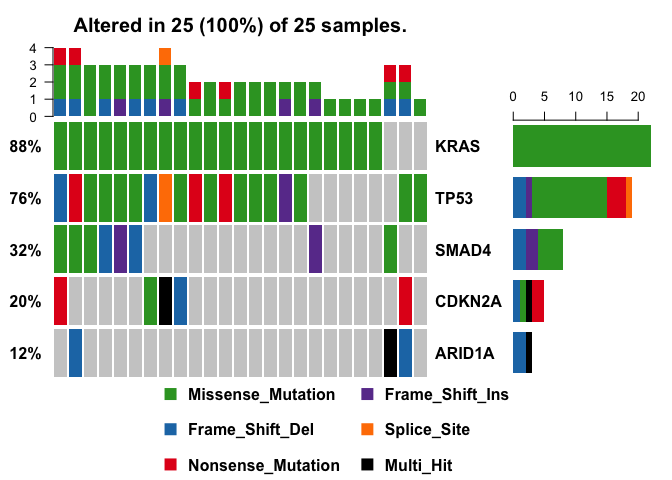 Altered in 25 (100%) of 25 samples.
4
3
2
1
0
0 5 10 15 20
88% KRAS
76% TP53
32% SMAD4
20% CDKN2A
12% ARID1A
Missense_Mutation Frame_Shift_Ins
Frame_Shift_Del Splice_Site
Nonsense_Mutation Multi_Hit